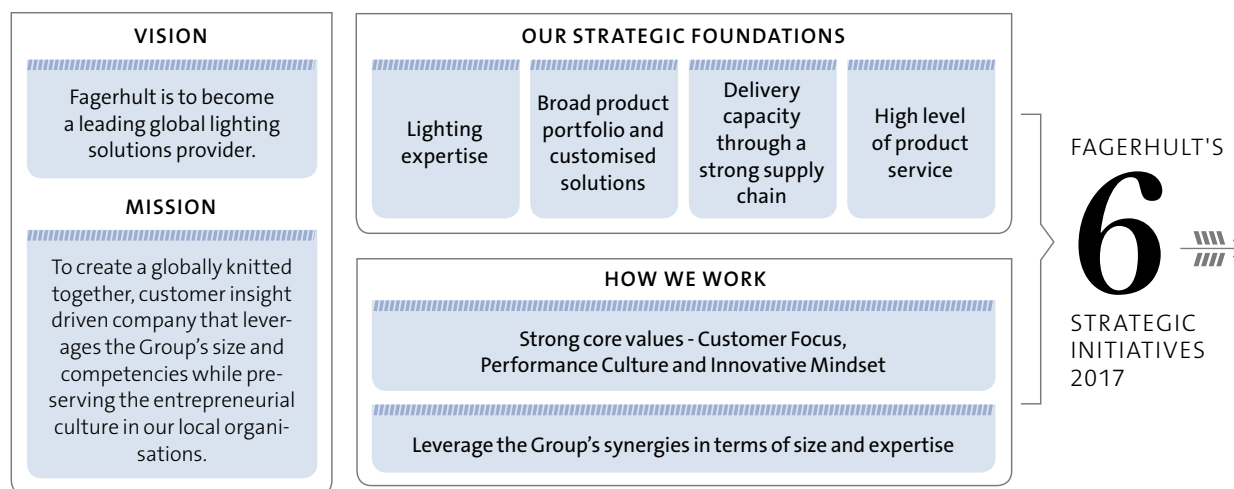 VISION
Fagerhult is to become
a leading global lighting
solutions provider.
MISSION
To create a globally knitted
together, customer insight
driven company that lever-
ages the Group's size and
competencies while pre-
serving the entrepreneurial
culture in our local organi-
sations.
OUR STRATEGIC FOUNDATIONS
Lighting
expertise
Broad product
portfolio and
customised
solutions
Delivery
capacity
through a
strong supply
chain
High level
of product
service
HOW WE WORK
Strong core values - Customer Focus,
Performance Culture and Innovative Mindset
Leverage the Group's synergies in terms of size and expertise
FAGERHULT'S
6
STRATEGIC
INITIATIVES
2017